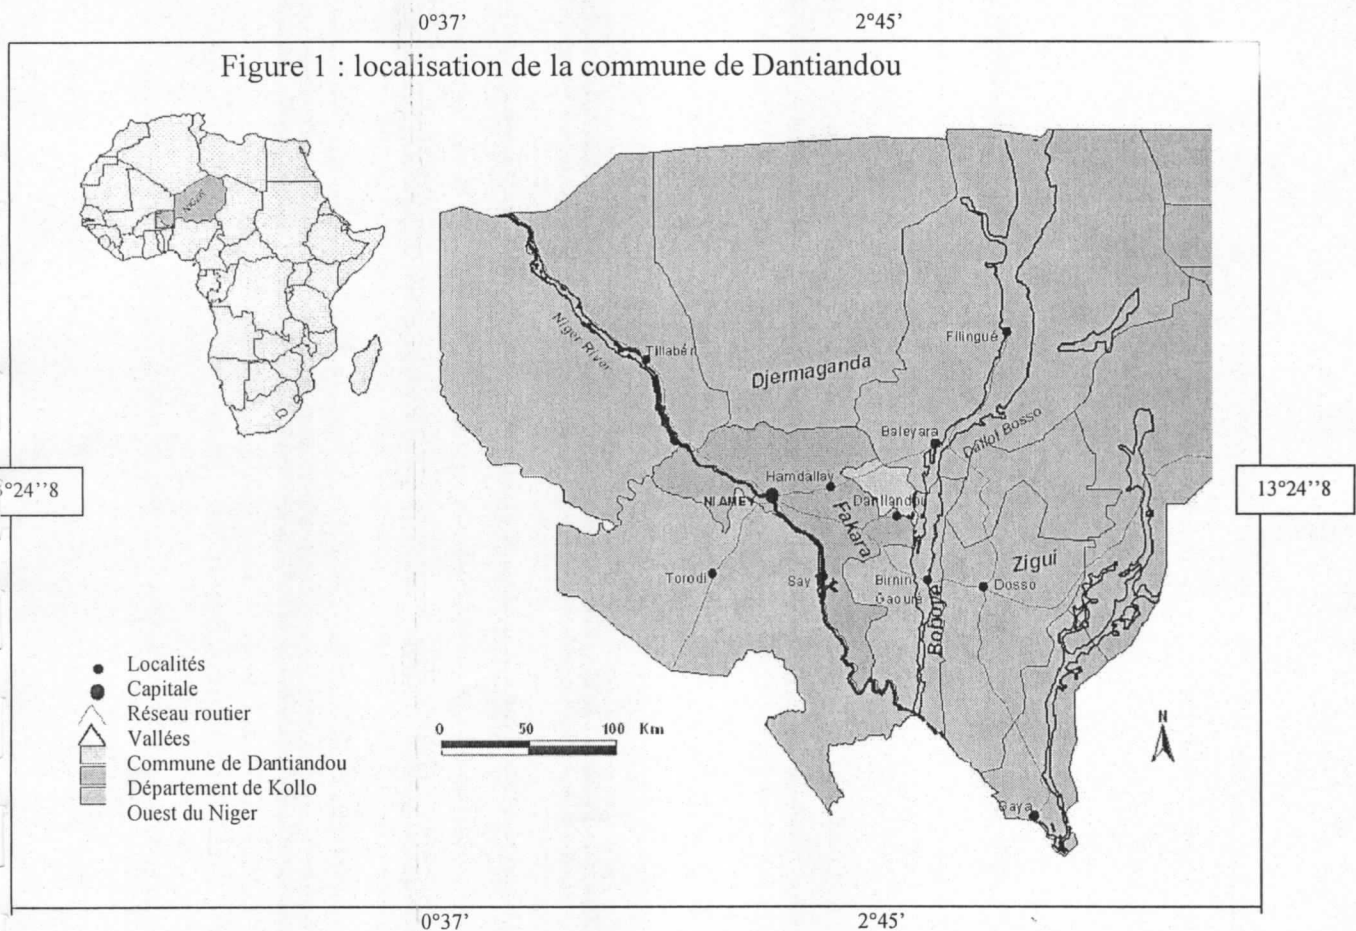 0°37’ 2°45’
Figure 1 : localisation de la commune de Dantiandou
Niger
Niger River
Tillabéri
Filingué
Djermaganda
Baleyara
Dallol Bosso
Hamdallay
°24’’8
13°24’’8
NIAMEY
Dantiandou
Fakara
Zigui
Torodi
Say
Birnin
Gaouré
Dosso
Boboye
Localités
Capitale
Réseau routier
Vallées
Commune de Dantiandou
Département de Kollo
Ouest du Niger
0 50 100 Km
N
Gaya
0°37’ 2°45’